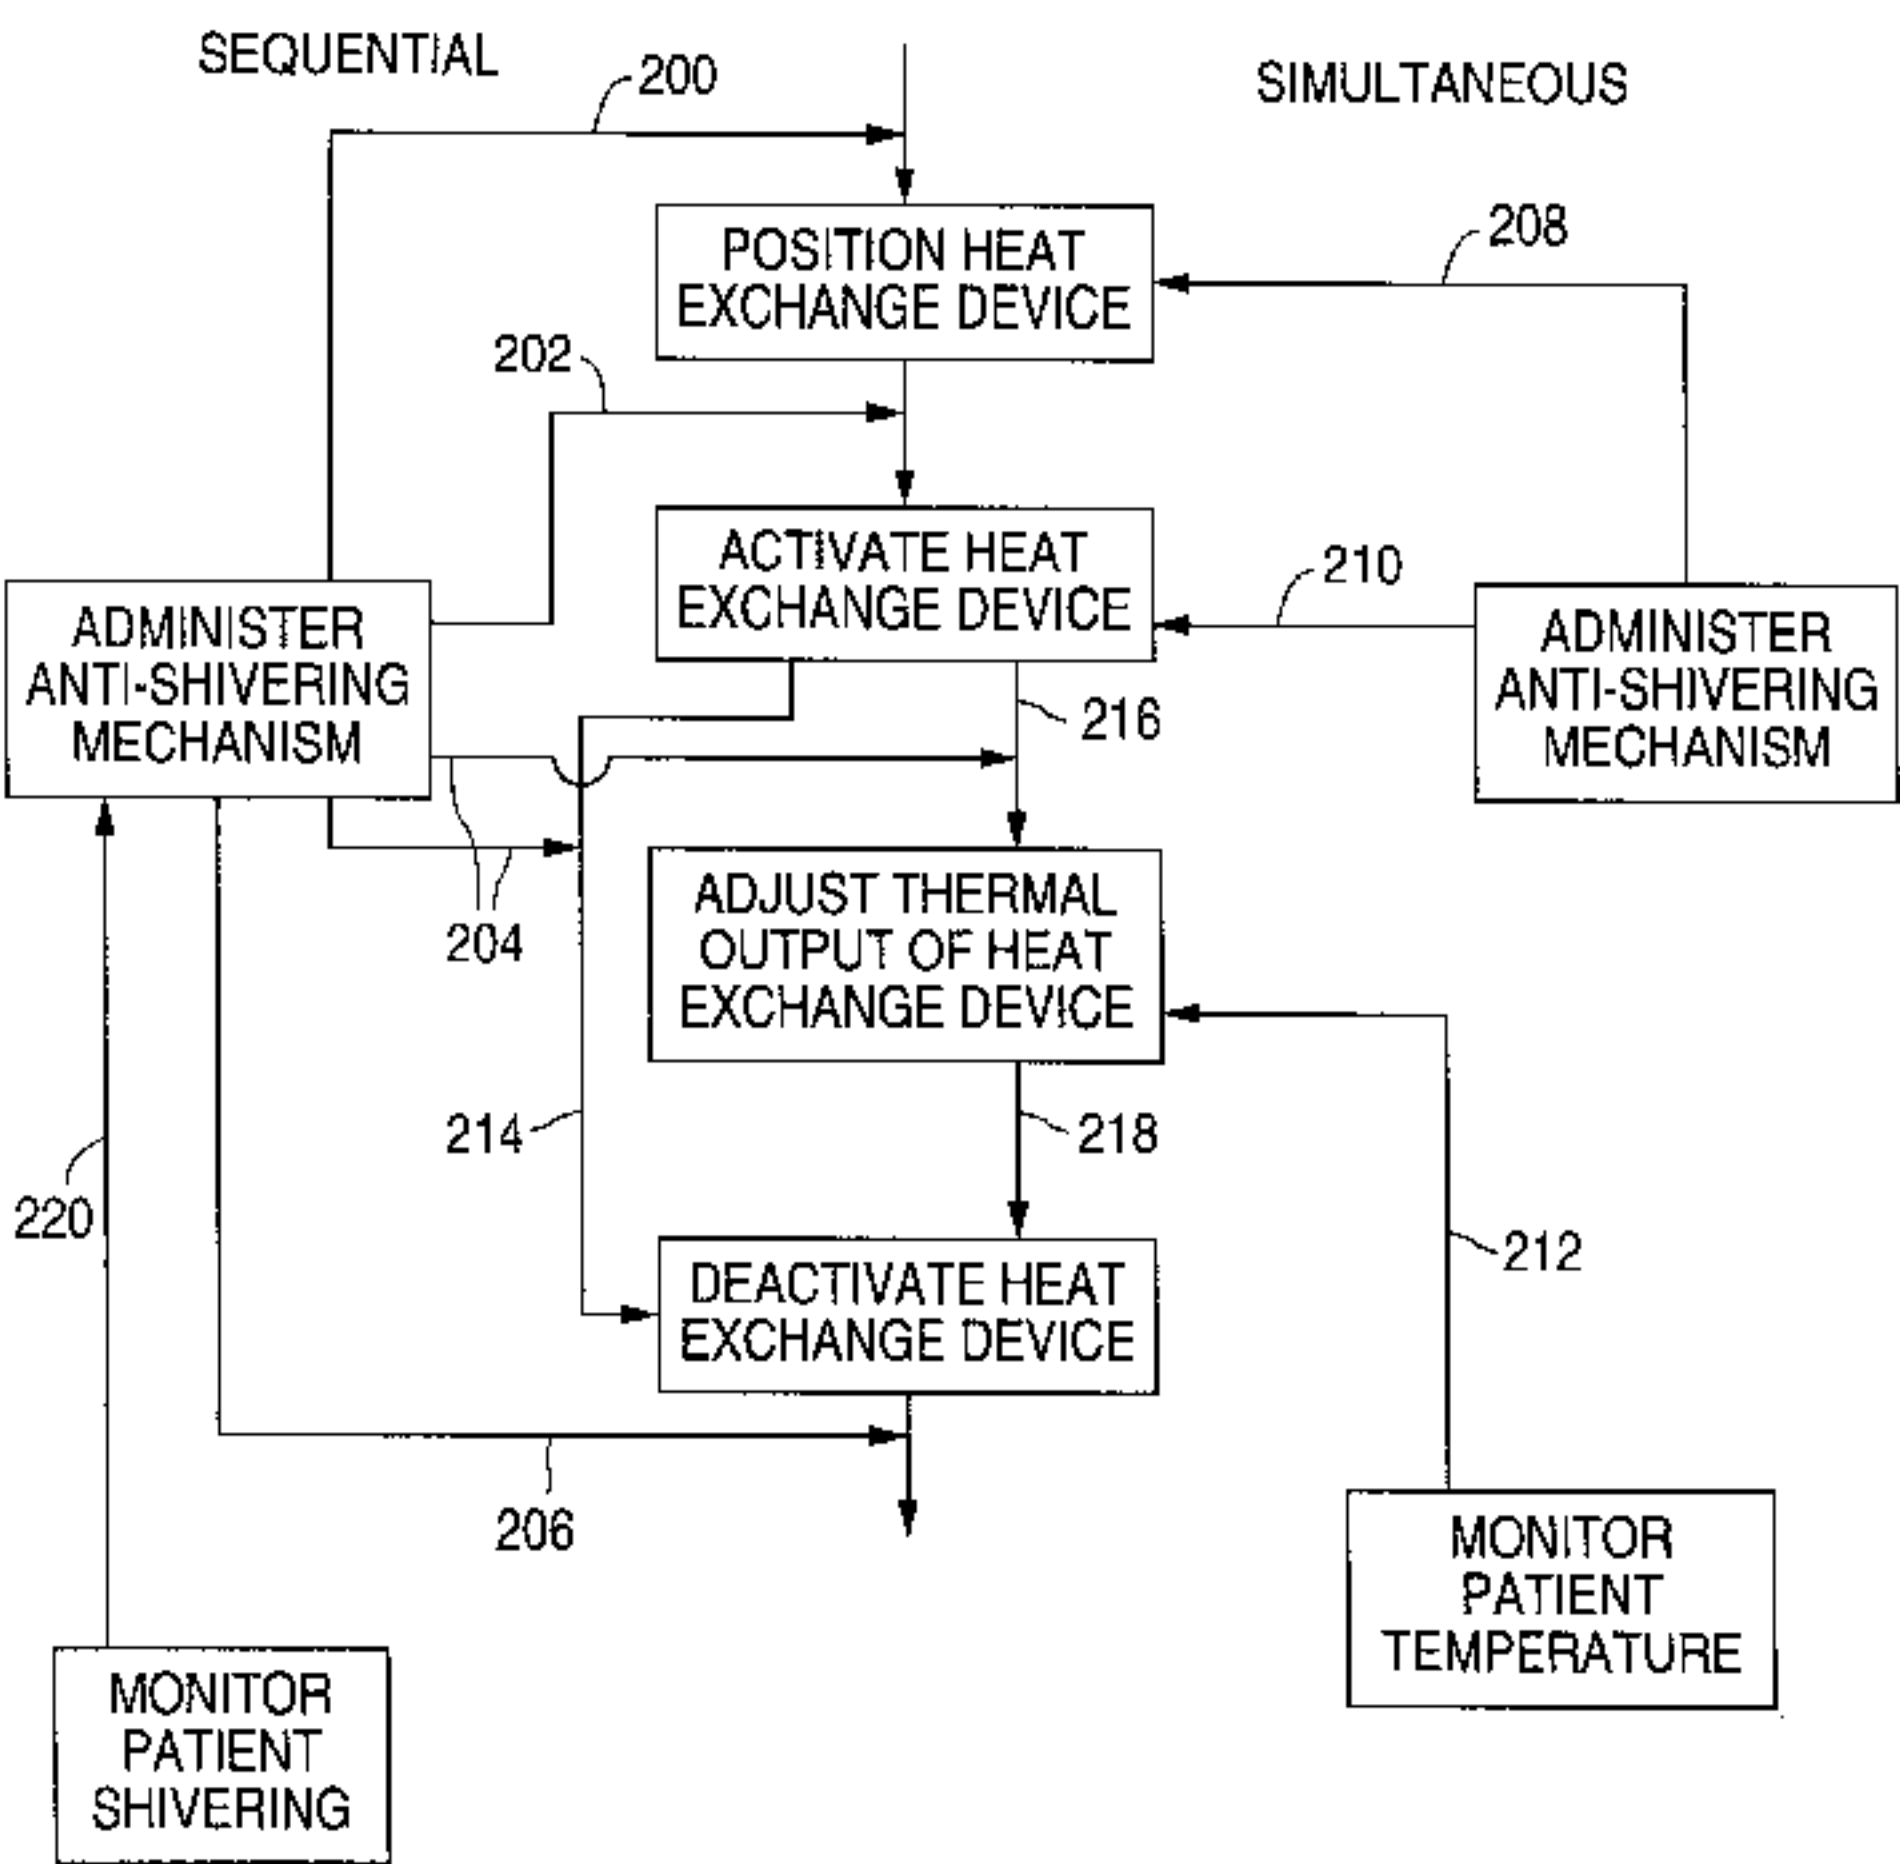 SEQUENTIAL
200
SIMULTANEOUS
POSITION HEAT
EXCHANGE DEVICE
208
202
ACTIVATE HEAT
EXCHANGE DEVICE
210
ADMINISTER
ANTI-SHIVERING
MECHANISM
216
ADMINISTER
ANTI-SHIVERING
MECHANISM
204
ADJUST THERMAL
OUTPUT OF HEAT
EXCHANGE DEVICE
214
218
220
212
DEACTIVATE HEAT
EXCHANGE DEVICE
206
MONITOR
PATIENT
TEMPERATURE
MONITOR
PATIENT
SHIVERING